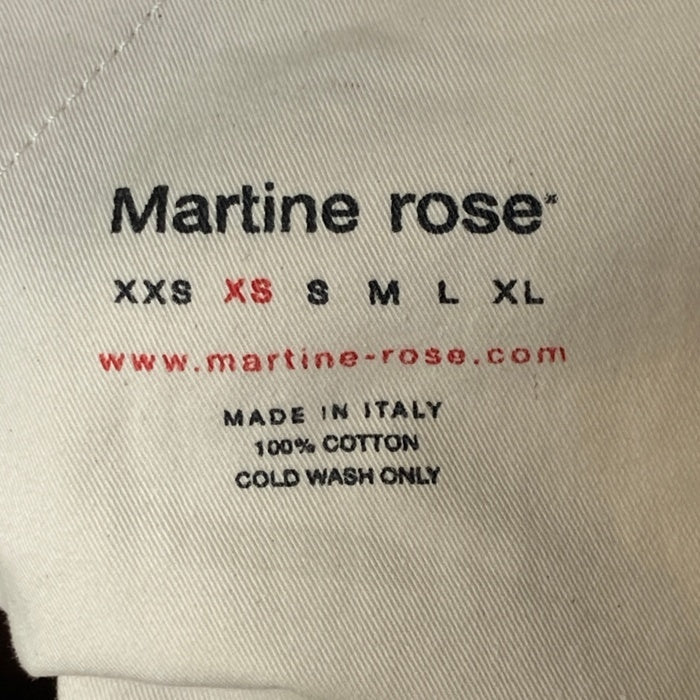 Martine rose*
XXS XS S M L XL
www.martine-rose.com
MADE IN ITALY
100% COTTON
COLD WASH ONLY